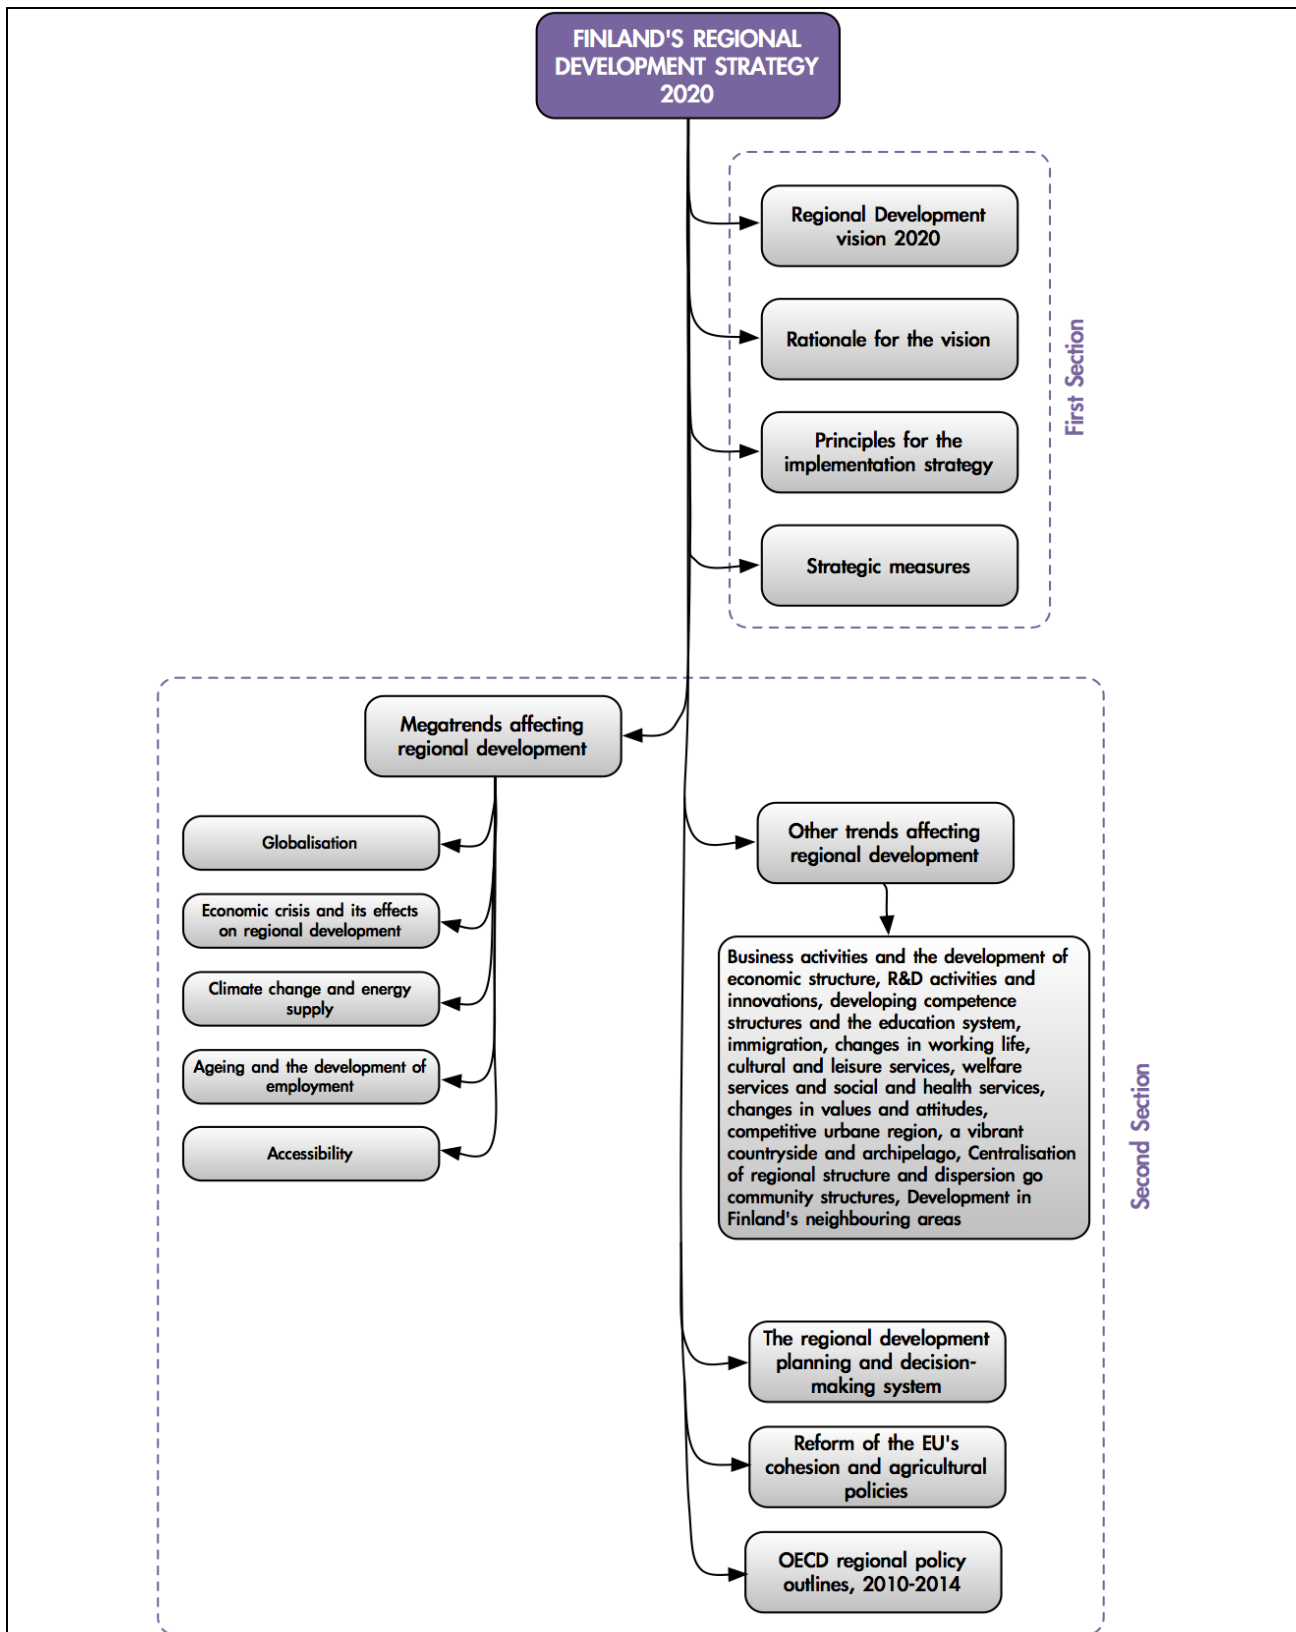 FINLAND'S REGIONAL
DEVELOPMENT STRATEGY
2020
Regional Development
vision 2020
Rationale for the vision
Principles for the
implementation strategy
Strategic measures
First Section
Megatrends affecting
regional development
Globalisation
Economic crisis and its effects
on regional development
Climate change and energy
supply
Ageing and the development of
employment
Accessibility
Other trends affecting
regional development
Business activities and the development of
economic structure, R&D activities and
innovations, developing competence
structures and the education system,
immigration, changes in working life,
cultural and leisure services, welfare
services and social and health services,
changes in values and attitudes,
competitive urbane region, a vibrant
countryside and archipelago, Centralisation
of regional structure and dispersion go
community structures, Development in
Finland's neighbouring areas
The regional development
planning and decision-
making system
Reform of the EU's
cohesion and agricultural
policies
OECD regional policy
outlines, 2010-2014
Second Section